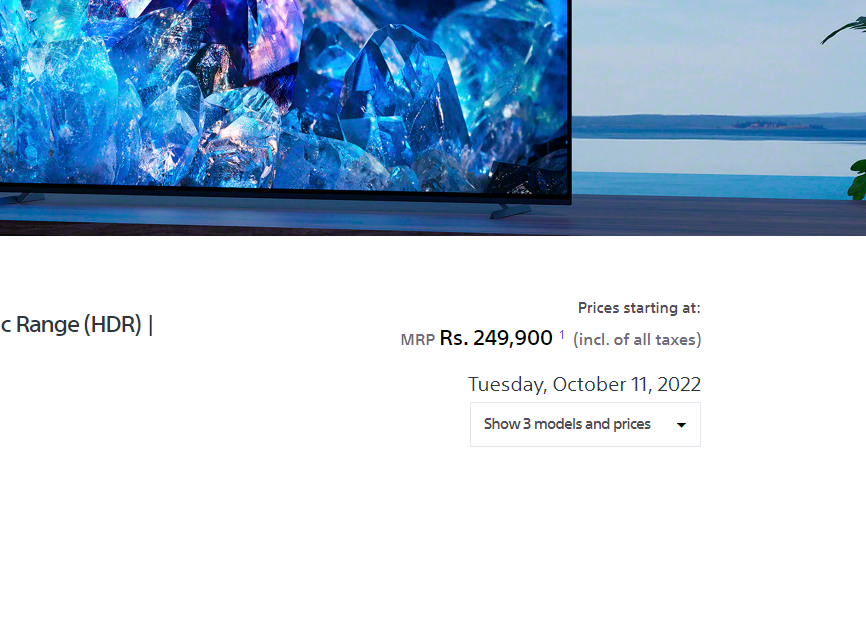 c Range (HDR) |
Prices starting at:
MRP Rs. 249,900 1 (incl. of all taxes)
Tuesday, October 11, 2022
Show 3 models and prices